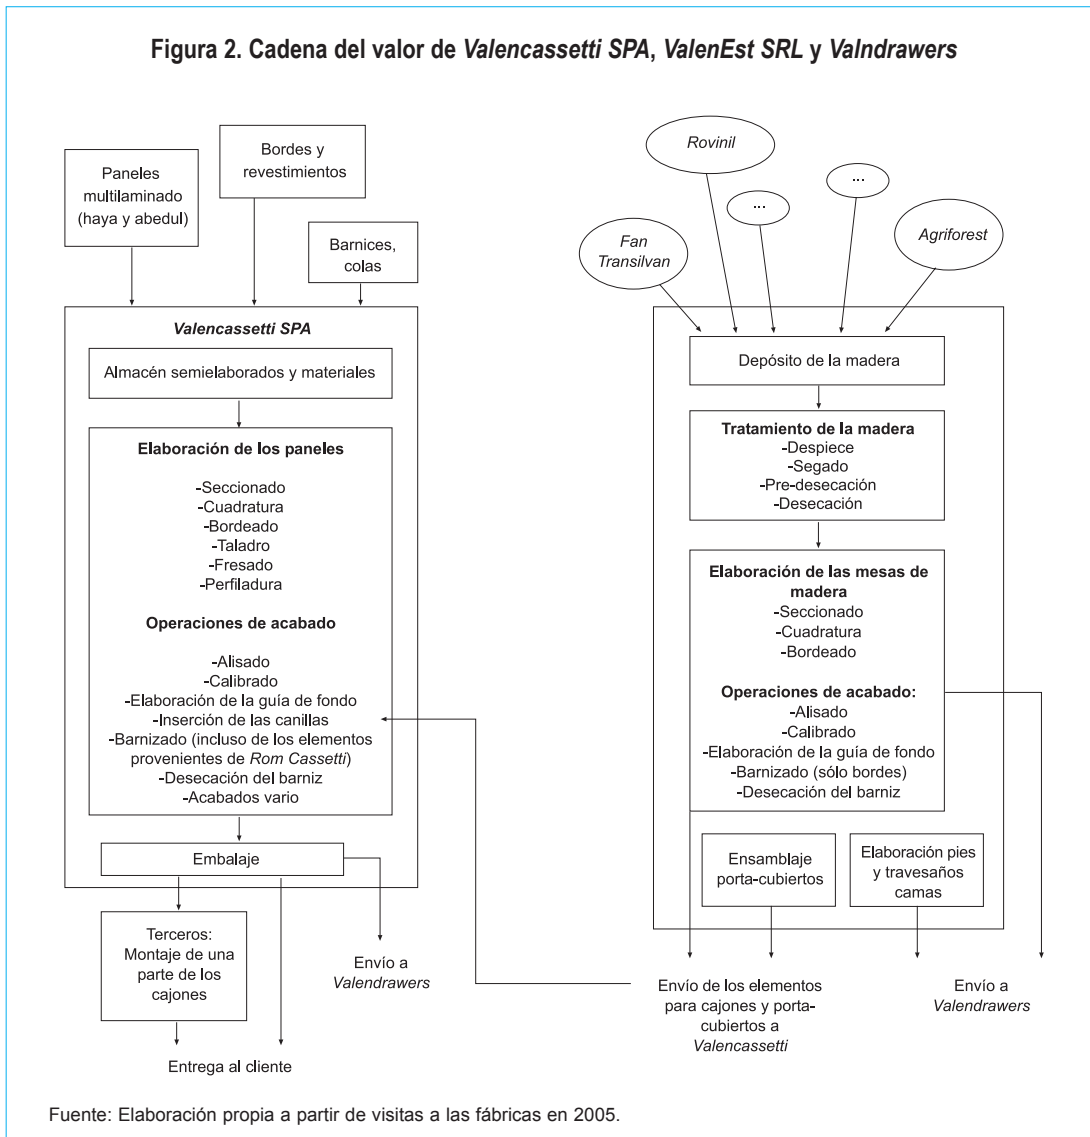 Figura 2. Cadena del valor de Valencassetti SPA, ValenEst SRL y Valndrawers
Paneles
multilaminado
(haya y abedul)
Bordes y
revestimientos
Barnices,
colas
Valencassetti SPA
Almacén semielaborados y materiales
Elaboración de los paneles
-Seccionado
-Cuadratura
-Bordeado
-Taladro
-Fresado
-Perfiladura
Operaciones de acabado
-Alisado
-Calibrado
-Elaboración de la guía de fondo
-Inserción de las canillas
-Barnizado (incluso de los elementos
provenientes de Rom Cassetti)
-Desecación del barniz
-Acabados vario
Embalaje
Terceros:
Montaje de una
parte de los
cajones
Envío a
Valendrawers
Entrega al cliente
Rovinil
...
...
Fan
Transilvan
Agriforest
Depósito de la madera
Tratamiento de la madera
-Despiece
-Segado
-Pre-desecación
-Desecación
Elaboración de las mesas de
madera
-Seccionado
-Cuadratura
-Bordeado
Operaciones de acabado:
-Alisado
-Calibrado
-Elaboración de la guía de fondo
-Barnizado (sólo bordes)
-Desecación del barniz
Ensamblaje
porta-cubiertos
Elaboración pies
y travesaños
camas
Envío de los elementos
para cajones y porta-
cubiertos a
Valencassetti
Envío a
Valendrawers
Fuente: Elaboración propia a partir de visitas a las fábricas en 2005.